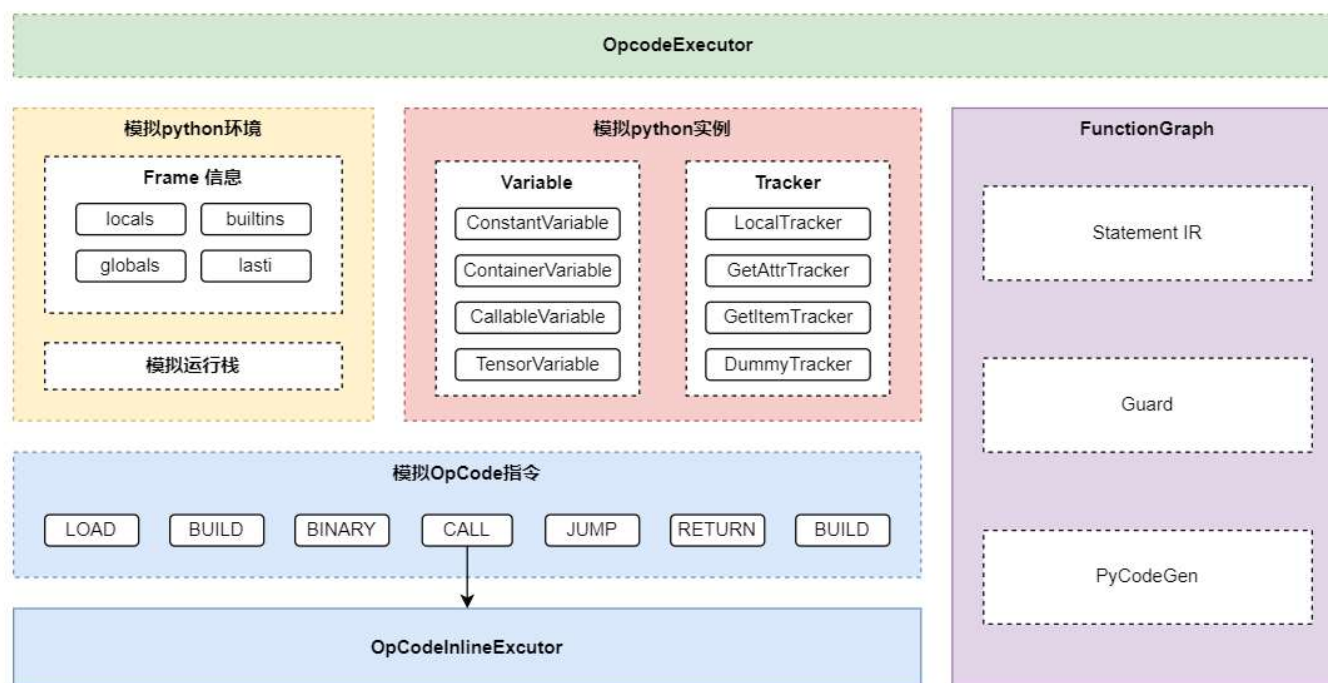 OpcodeExecutor
模拟python环境
Frame 信息
locals
builtins
globals
lasti
模拟运行栈
模拟python实例
Variable
ConstantVariable
ContainerVariable
CallableVariable
TensorVariable
Tracker
LocalTracker
GetAttrTracker
GetItemTracker
DummyTracker
FunctionGraph
Statement IR
Guard
PyCodeGen
模拟OpCode指令
LOAD
BUILD
BINARY
CALL
JUMP
RETURN
BUILD
OpCodeInlineExcutor